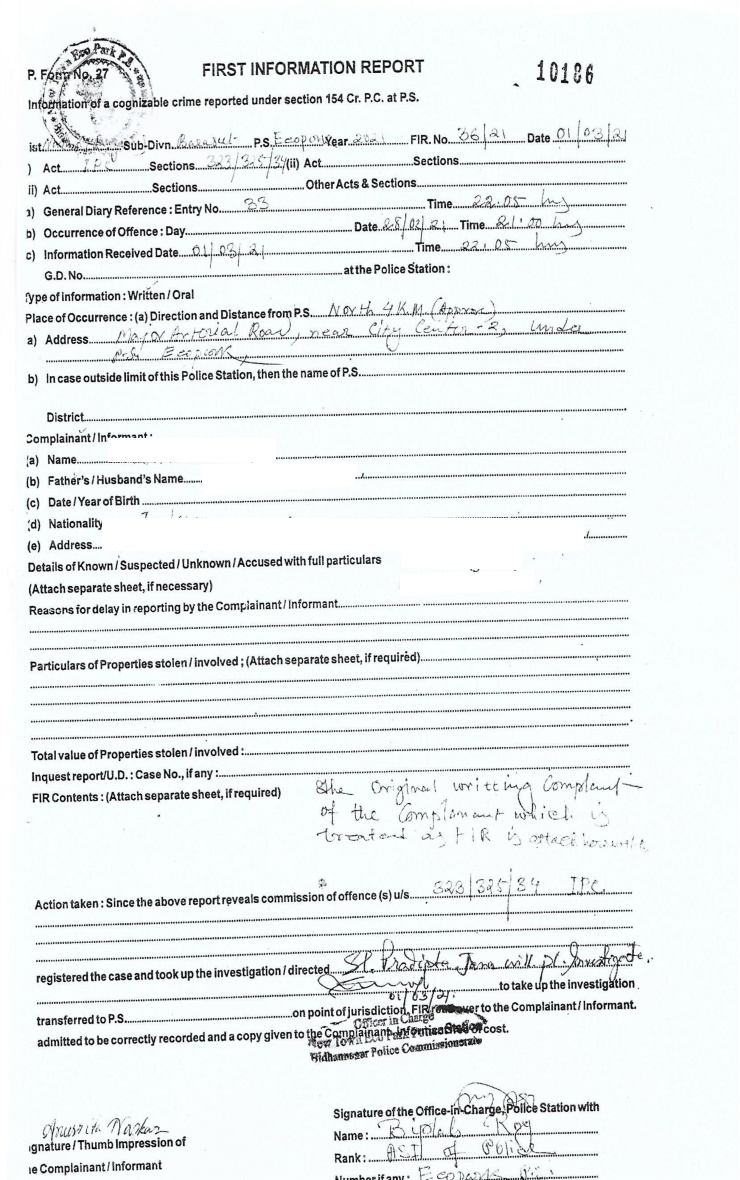 Eco Park P.S.
P. Form No. 27
FIRST INFORMATION REPORT
10186
Information of a cognizable crime reported under section 154 Cr. P.C. at P.S.
ist Sub-Divn. Barasat P.S. Ecopark Year 2021 FIR. No. 36/21 Date 01/03/21
) Act IPC Sections 323/325/34 (ii) Act Sections
ii) Act Sections Other Acts & Sections
a) General Diary Reference : Entry No. 33 Time 22.05 hrs
b) Occurrence of Offence : Day Date 28/02/21 Time 21:00 hrs
c) Information Received Date 01/03/21 Time 22.05 hrs
G.D. No. at the Police Station :
Type of information : Written / Oral
Place of Occurrence : (a) Direction and Distance from P.S. North 4 K.M (Approx)
a) Address Major Arterial Road, near City Center-2, under
P.S. Ecopark
b) In case outside limit of this Police Station, then the name of P.S.
District
Complainant / Informant :
(a) Name
(b) Father's / Husband's Name
(c) Date / Year of Birth
(d) Nationality
(e) Address
Details of Known / Suspected / Unknown / Accused with full particulars
(Attach separate sheet, if necessary)
Reasons for delay in reporting by the Complainant / Informant
Particulars of Properties stolen / involved ; (Attach separate sheet, if required)
Total value of Properties stolen / involved :
Inquest report/U.D. : Case No., if any :
FIR Contents : (Attach separate sheet, if required) The Original writting Complaint
of the Complainant which is
treated as FIR is attach herewith
Action taken : Since the above report reveals commission of offence (s) u/s 323/325/34 IPC
registered the case and took up the investigation / directed SI. Pradipta Jana will pl. Investigate.
to take up the investigation
01/03/21.
transferred to P.S. on point of jurisdiction, FIR over to the Complainant / Informant.
Officer in Charge
admitted to be correctly recorded and a copy given to the Complainant of cost.
New Town Eco Park Police Station
Bidhannagar Police Commissionerate
Signature of the Office-in-Charge, Police Station with
ignature / Thumb Impression of
Name : Biplab Roy
Rank : ASI of Police
ne Complainant / Informant
Number if any : Ecopark P.S.